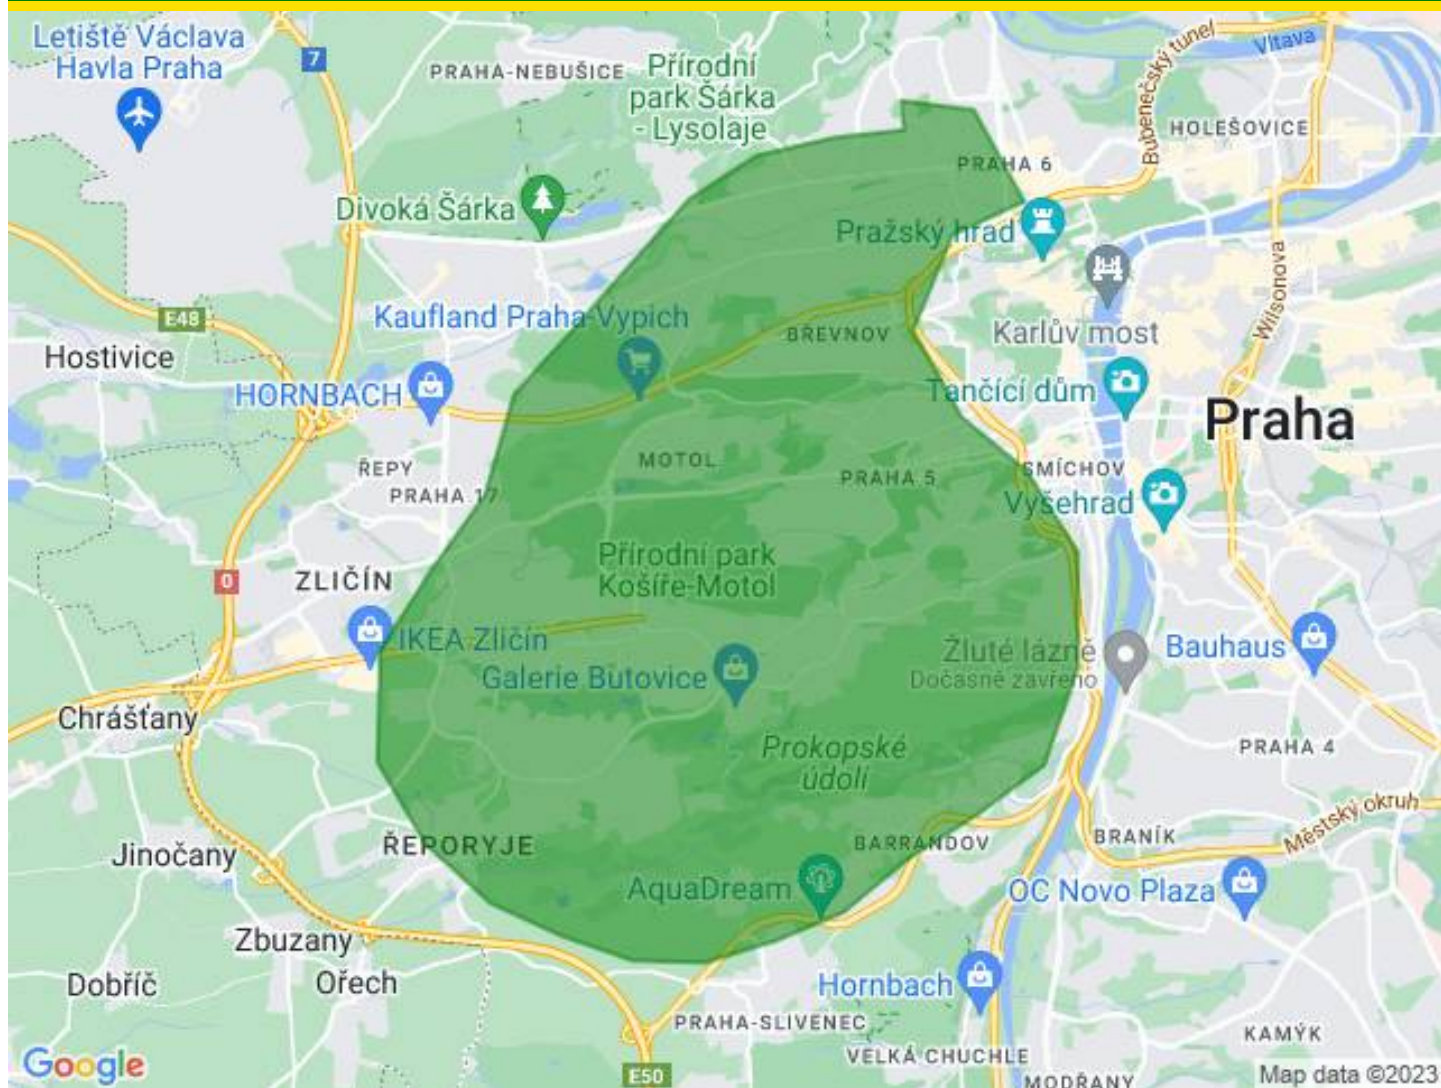 Letiště Václava
Havla Praha
7
PRAHA-NEBUŠICE
Přírodní
park Šárka
- Lysolaje
Bubenečský tunel
Vltava
HOLEŠOVICE
PRAHA 6
Divoká Šárka
Pražský hrad
E48
Kaufland Praha-Vypich
BŘEVNOV
Karlův most
Wilsonova
Hostivice
HORNBACH
Tančící dům
Praha
ŘEPY
MOTOL
PRAHA 17
PRAHA 5
SMÍCHOV
Vyšehrad
Přírodní park
Košíře-Motol
0
ZLIČÍN
IKEA Zličín
Galerie Butovice
Žluté lázně
Dočasně zavřeno
Bauhaus
Chrášťany
Prokopské
údolí
PRAHA 4
Jinočany
ŘEPORYJE
BARRANDOV
BRANÍK
Městský okruh
AquaDream
OC Novo Plaza
Zbuzany
Dobříč
Ořech
Hornbach
PRAHA-SLIVENEC
VELKÁ CHUCHLE
KAMÝK
Google
E50
MODŘANY
Map data ©2023